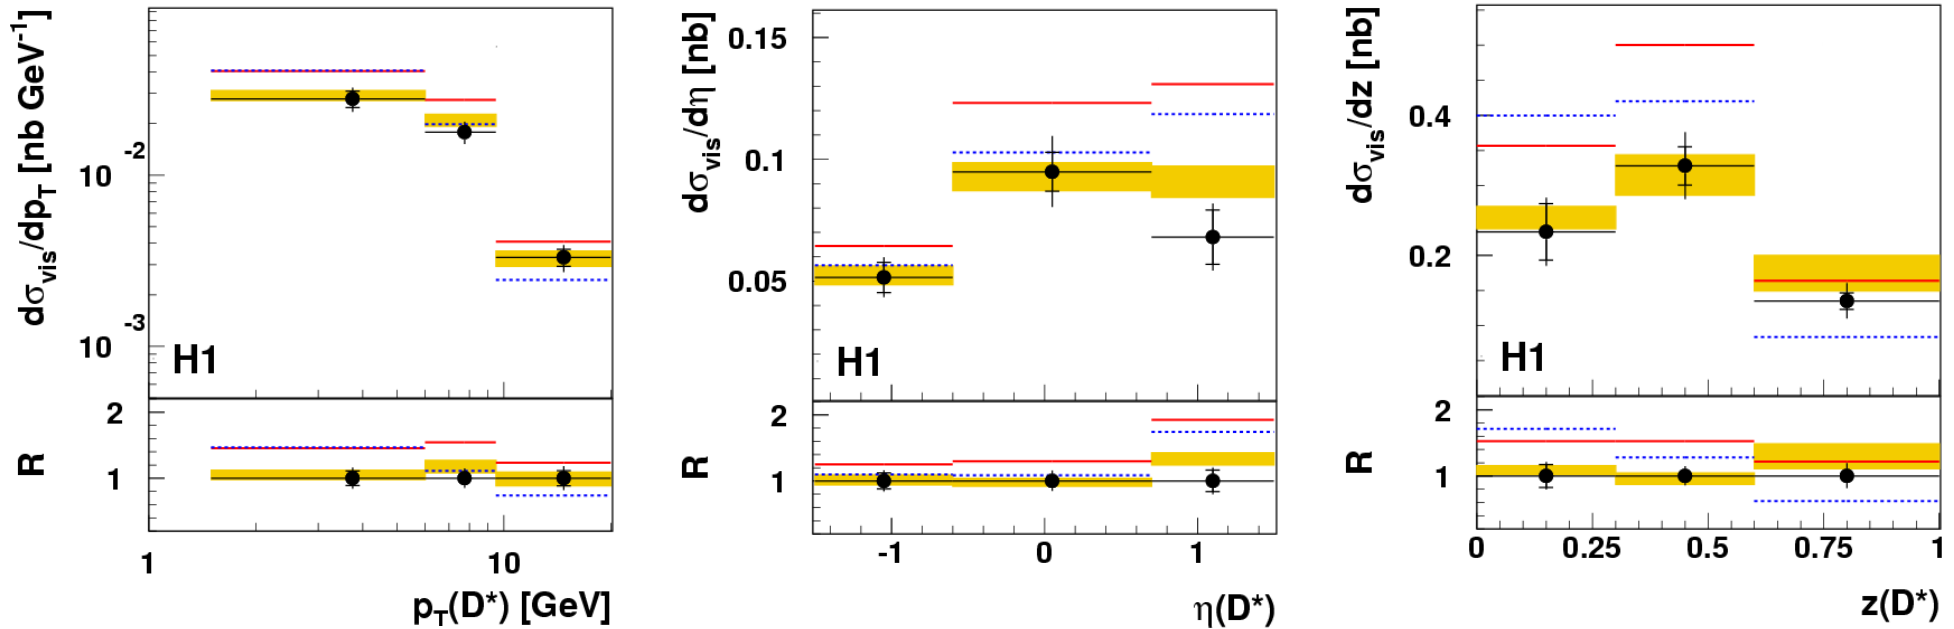 dσvis/dpT [nb GeV-1]
10-2
10-3
H1
R
2
1
1
10
pT(D*) [GeV]
dσvis/dη [nb]
0.15
0.1
0.05
H1
R
2
1
-1
0
1
η(D*)
dσvis/dz [nb]
0.4
0.2
H1
R
2
1
0
0.25
0.5
0.75
1
z(D*)